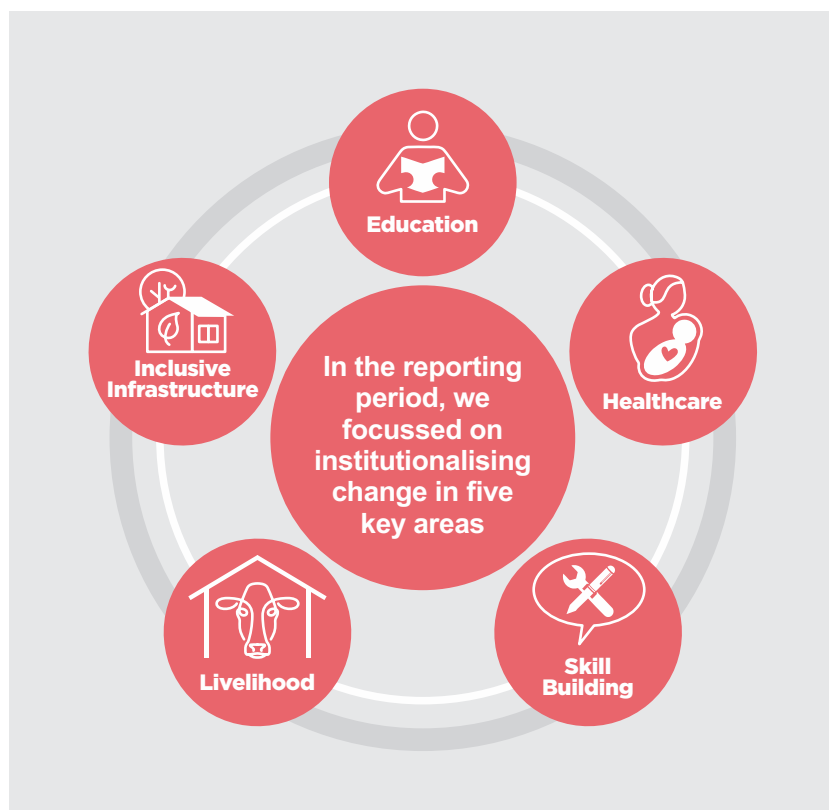 Education
Healthcare
Skill
Building
Livelihood
Inclusive
Infrastructure
In the reporting
period, we
focussed on
institutionalising
change in five
key areas